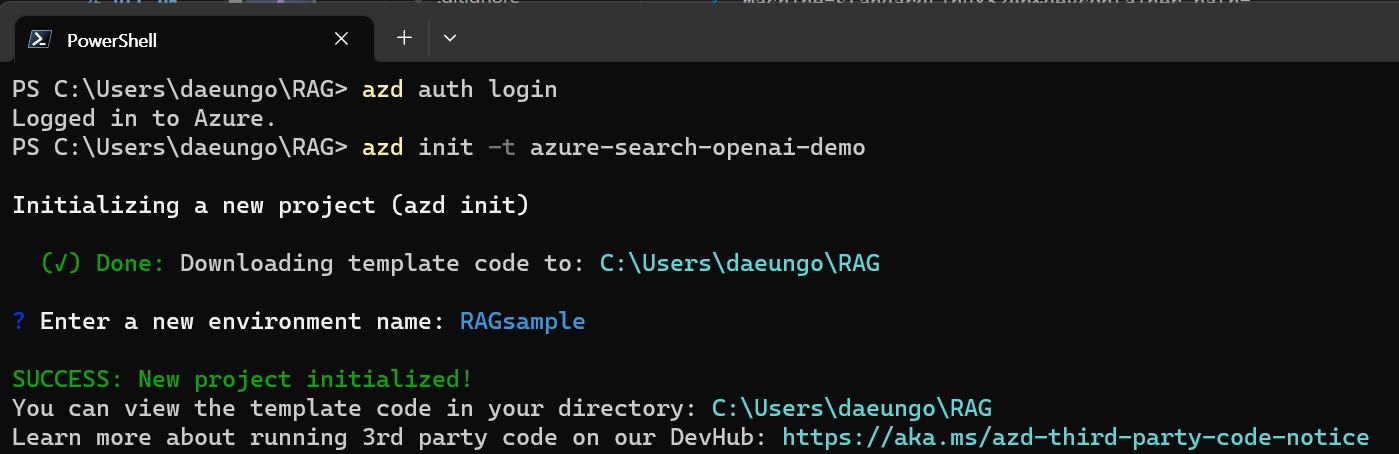 PowerShell
PS C:\Users\daeungo\RAG> azd auth login
Logged in to Azure.
PS C:\Users\daeungo\RAG> azd init -t azure-search-openai-demo
Initializing a new project (azd init)
(✓) Done: Downloading template code to: C:\Users\daeungo\RAG
? Enter a new environment name: RAGsample
SUCCESS: New project initialized!
You can view the template code in your directory: C:\Users\daeungo\RAG
Learn more about running 3rd party code on our DevHub: https://aka.ms/azd-third-party-code-notice